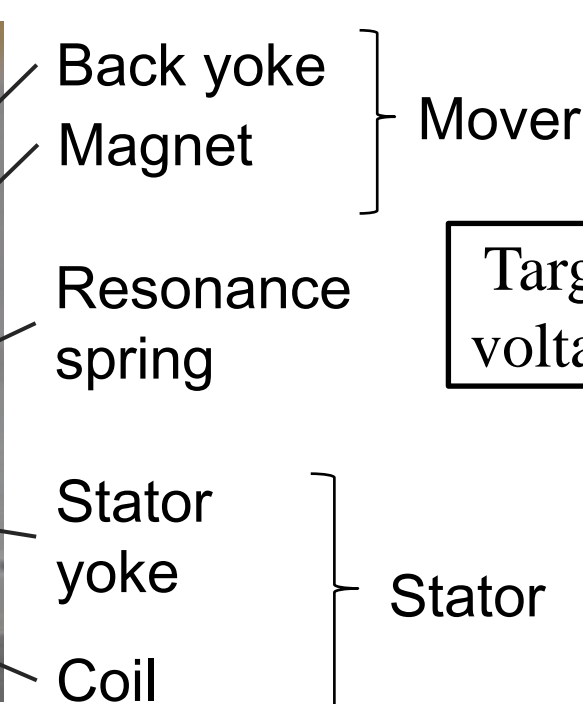 Back yoke
Magnet
Mover
Resonance
spring
Stator
yoke
Coil
Stator